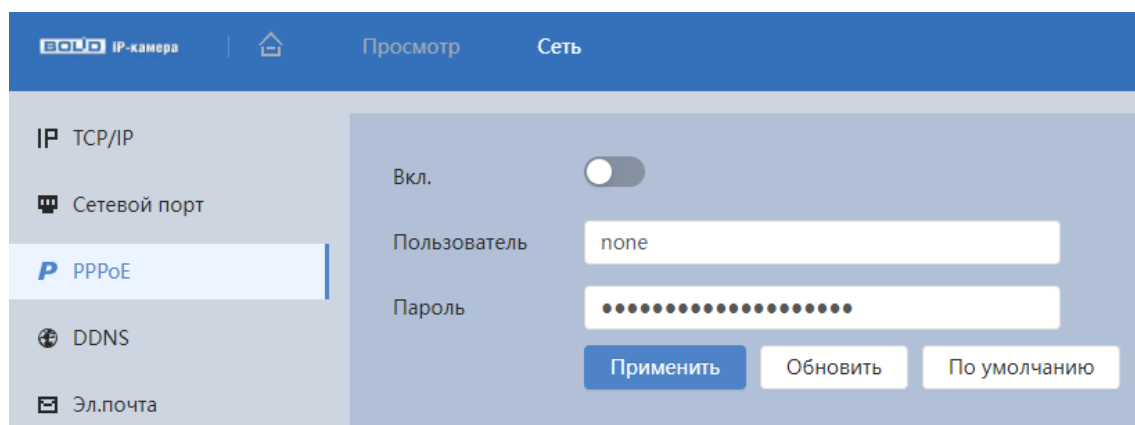 BOLID IP-камера
Просмотр
Сеть
IP TCP/IP
Сетевой порт
P PPPoE
DDNS
Эл.почта
Вкл.
Пользователь
none
Пароль
••••••••••••••••••••
Применить
Обновить
По умолчанию